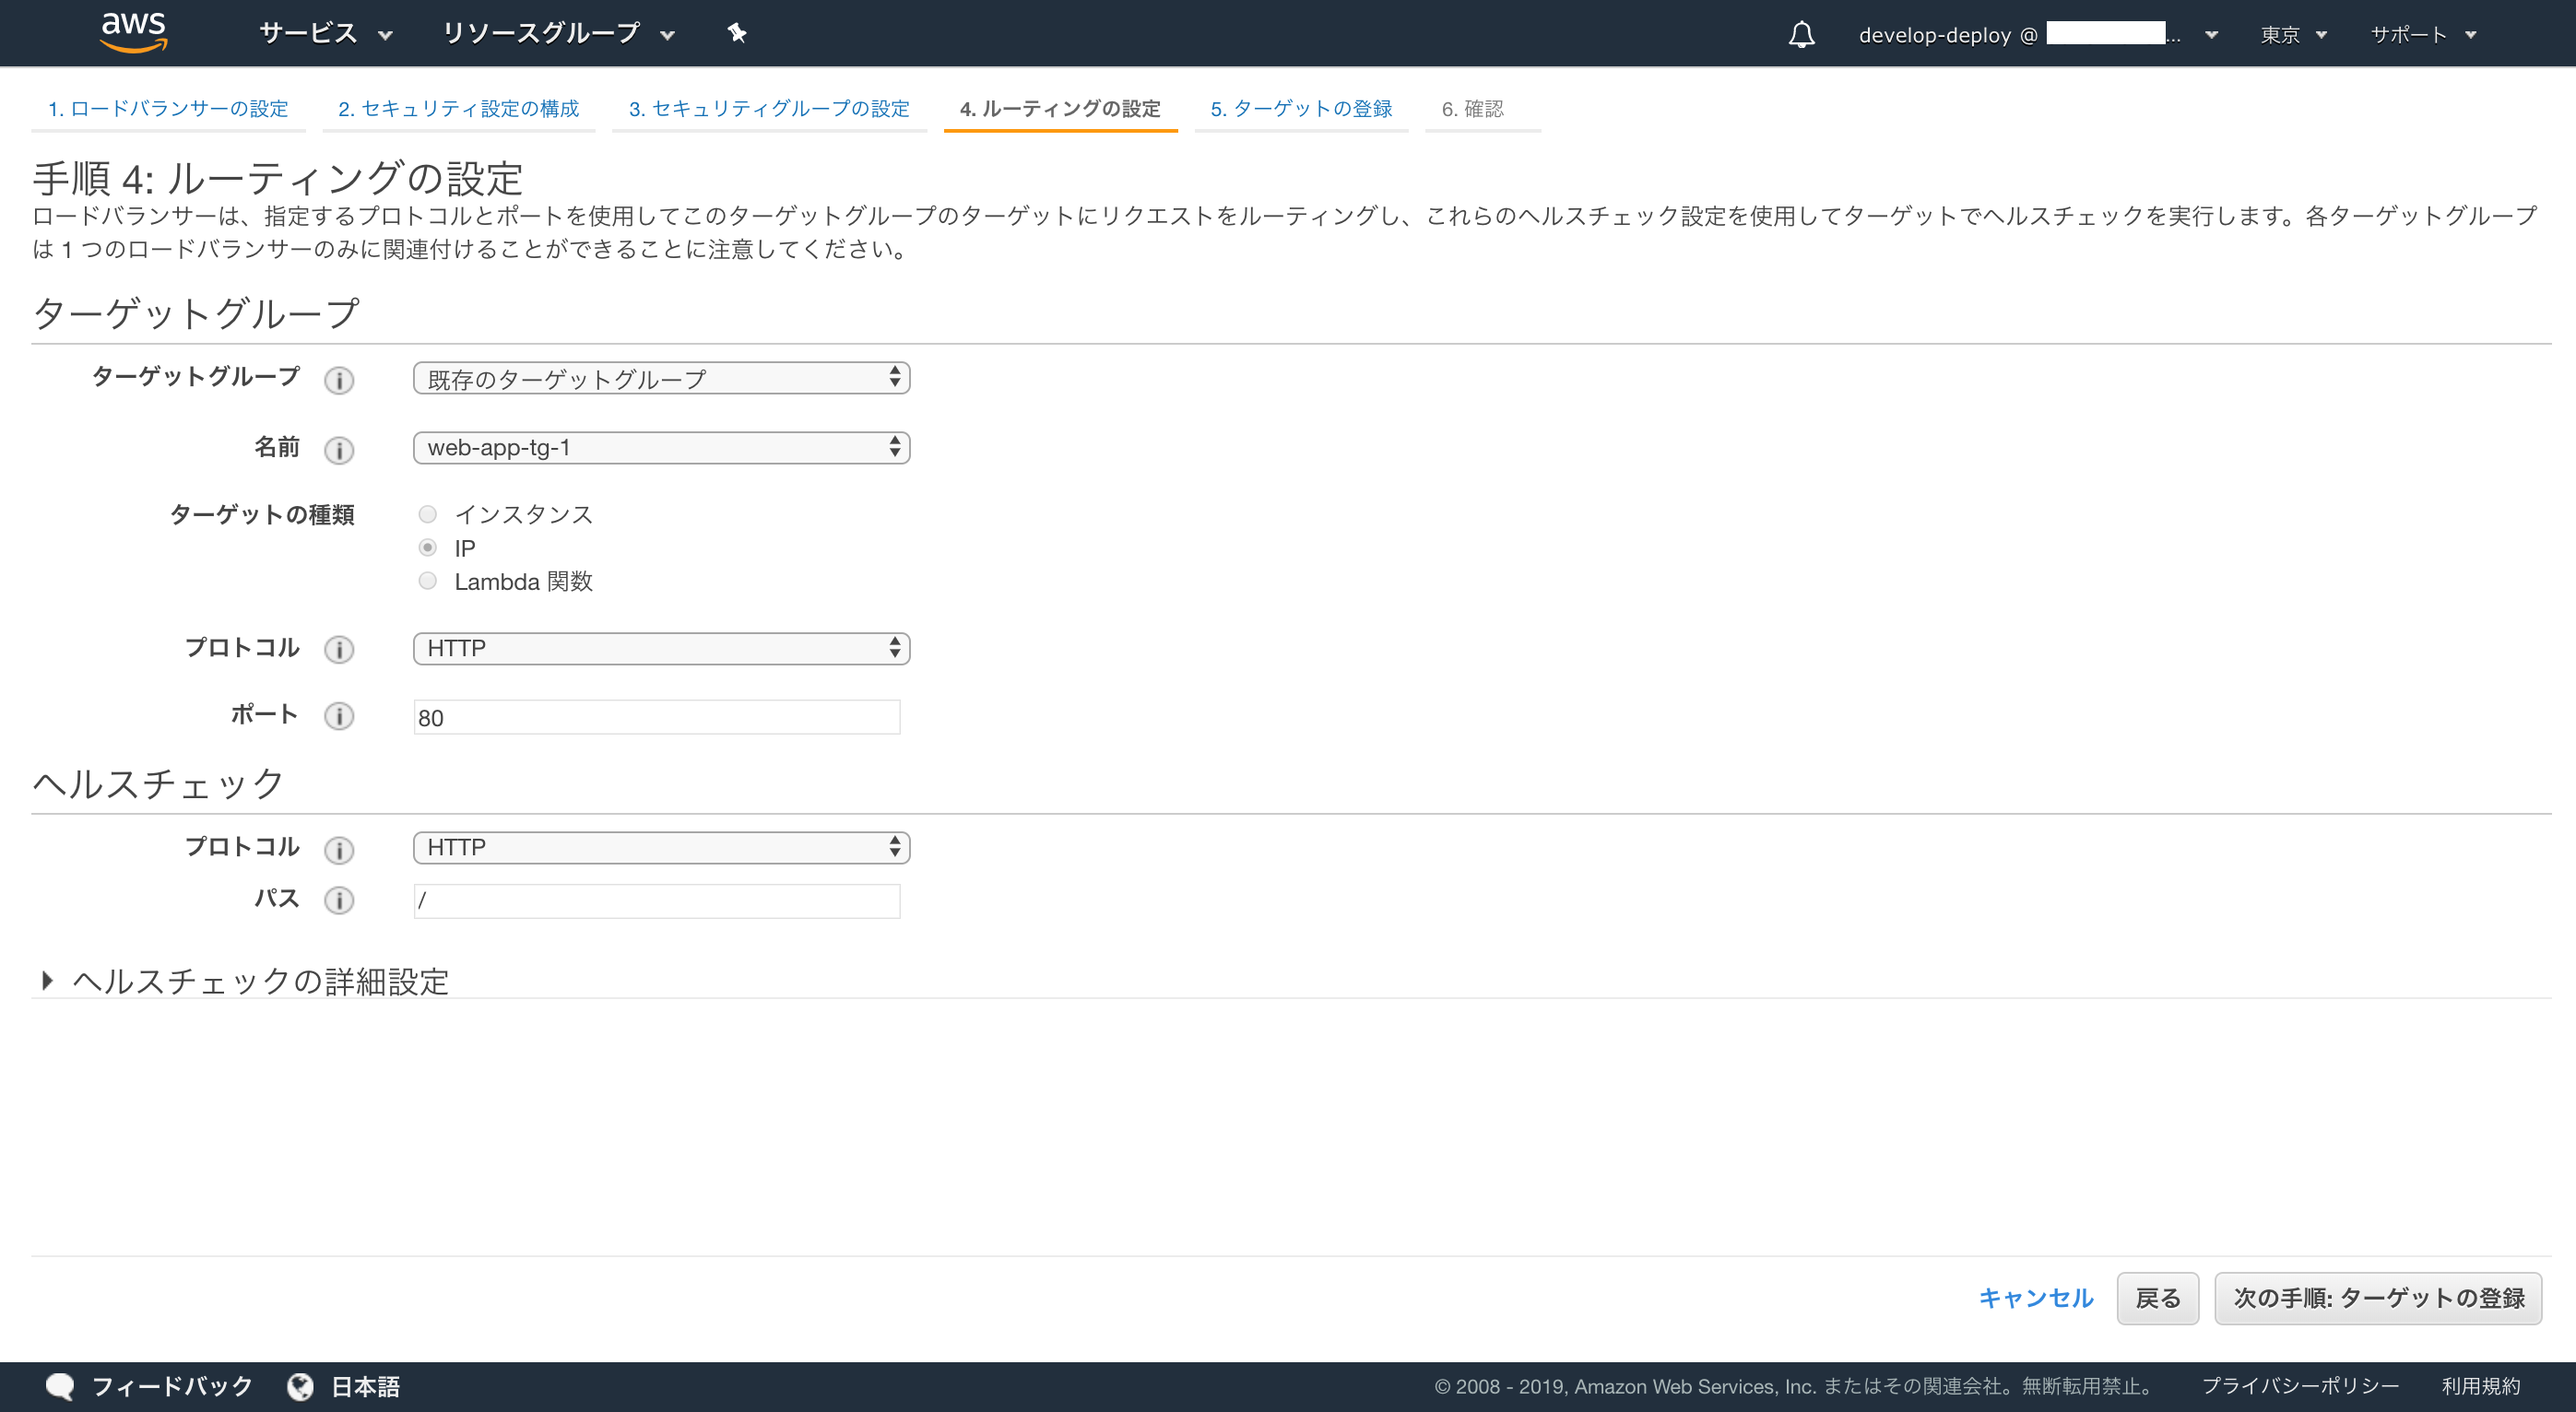 aws サービス リソースグループ develop-deploy @ ... 東京 サポート
1. ロードバランサーの設定 2. セキュリティ設定の構成 3. セキュリティグループの設定 4. ルーティングの設定 5. ターゲットの登録 6. 確認
手順 4: ルーティングの設定
ロードバランサーは、指定するプロトコルとポートを使用してこのターゲットグループのターゲットにリクエストをルーティングし、これらのヘルスチェック設定を使用してターゲットでヘルスチェックを実行します。各ターゲットグループ
は 1 つのロードバランサーのみに関連付けることができることに注意してください。
ターゲットグループ
ターゲットグループ i 既存のターゲットグループ
名前 i web-app-tg-1
ターゲットの種類 インスタンス
IP
Lambda 関数
プロトコル i HTTP
ポート i 80
ヘルスチェック
プロトコル i HTTP
パス i /
ヘルスチェックの詳細設定
キャンセル 戻る 次の手順: ターゲットの登録
フィードバック 日本語 © 2008 - 2019, Amazon Web Services, Inc. またはその関連会社。無断転用禁止。 プライバシーポリシー 利用規約